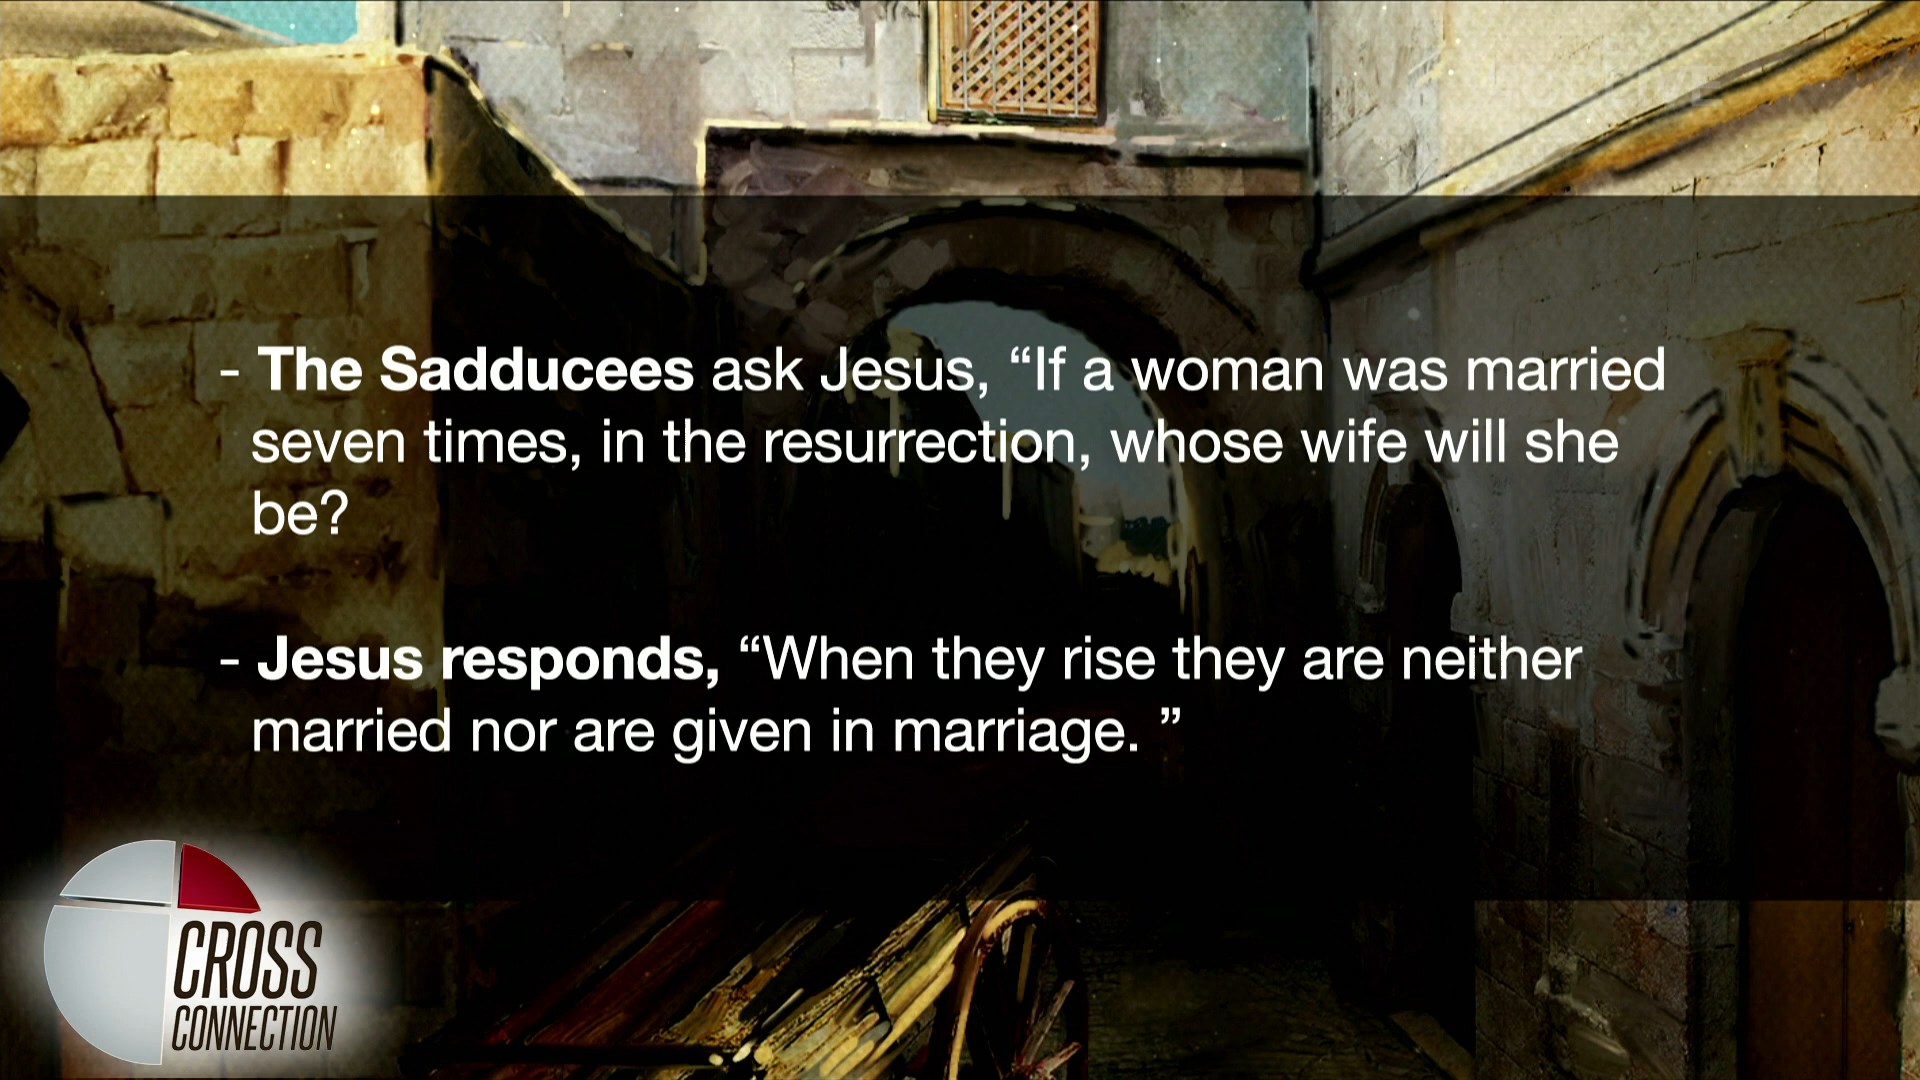 - The Sadducees ask Jesus, “If a woman was married
seven times, in the resurrection, whose wife will she
be?
- Jesus responds, “When they rise they are neither
married nor are given in marriage. ”
CROSS
CONNECTION